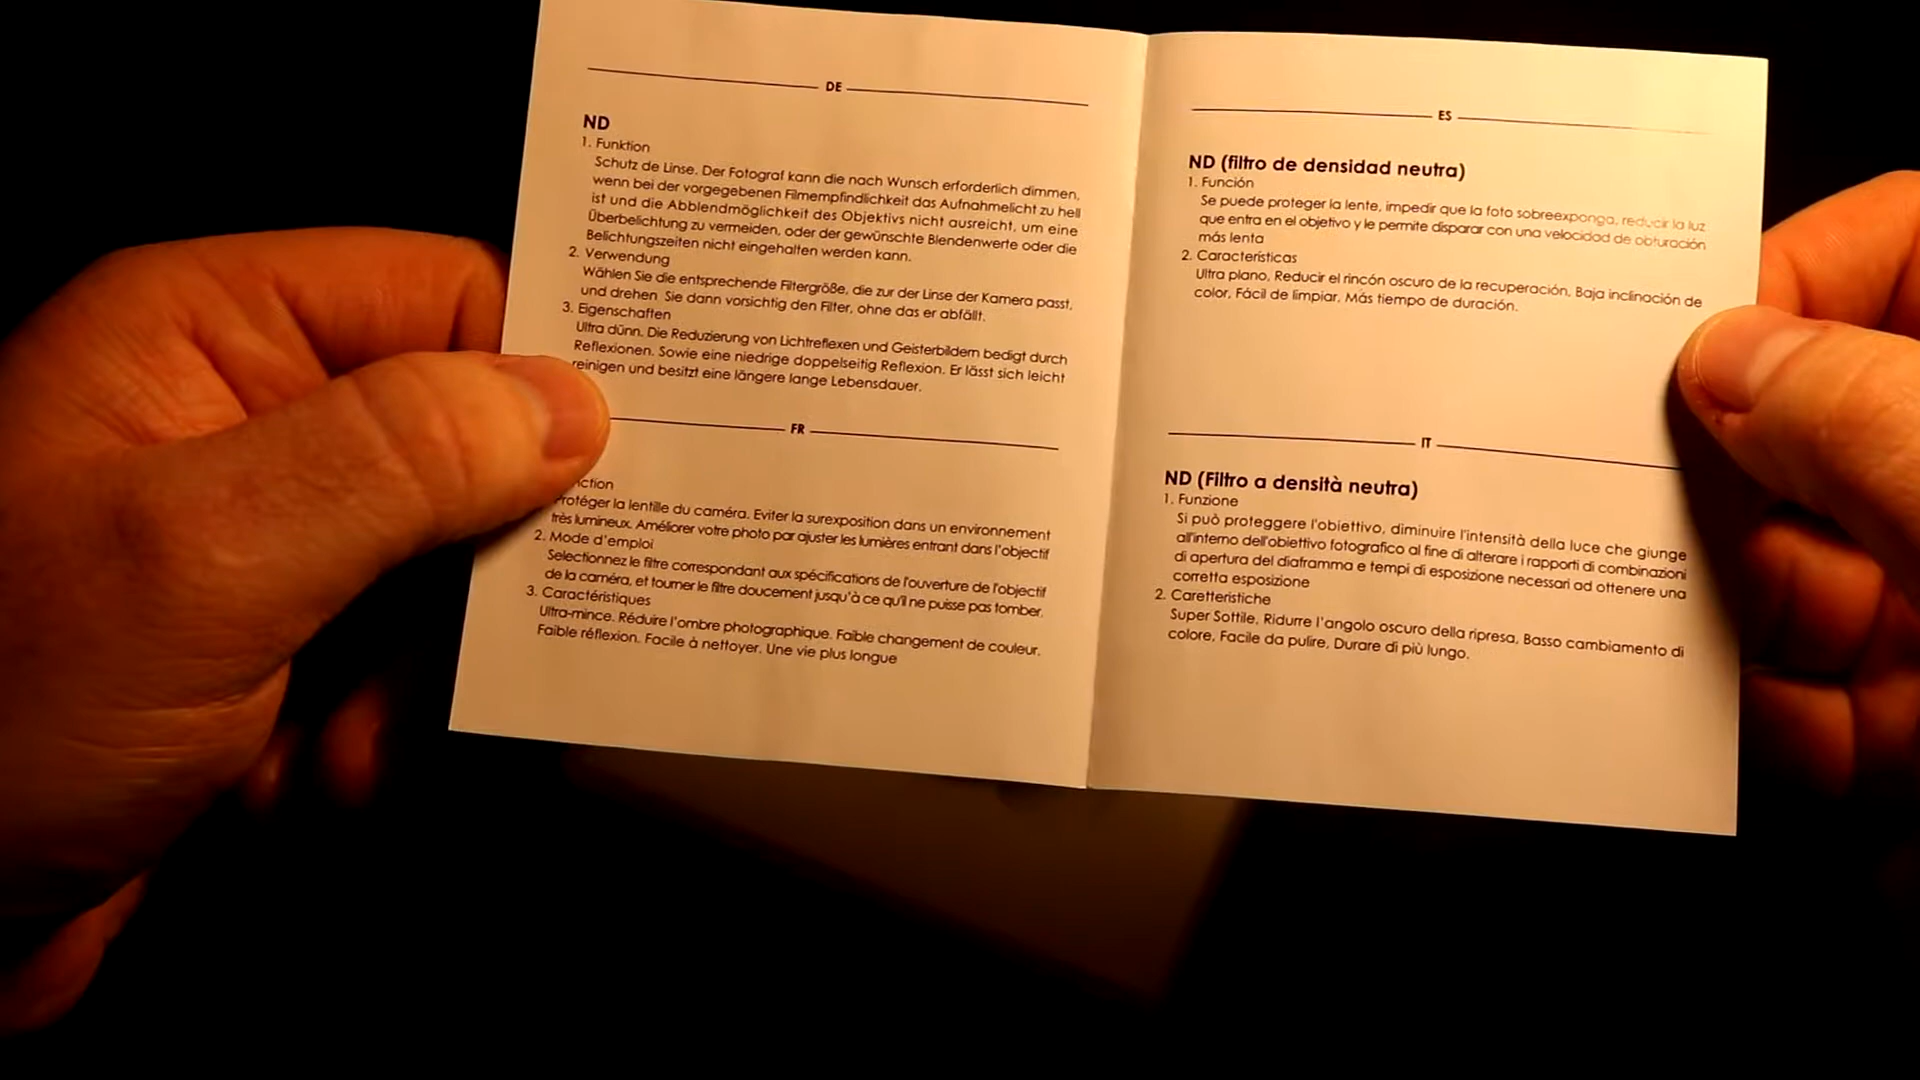 DE
ND
1. Funktion
Schutz de Linse. Der Fotograf kann die nach Wunsch erforderlich dimmen,
wenn bei der vorgegebenen Filmempfindlichkeit das Aufnahmelicht zu hell
ist und die Abblendmöglichkeit des Objektivs nicht ausreicht, um eine
Überbelichtung zu vermeiden, oder der gewünschte Blendenwerte oder die
Belichtungszeiten nicht eingehalten werden kann.
2. Verwendung
Wählen Sie die entsprechende Filtergröße, die zur der Linse der Kamera passt,
und drehen Sie dann vorsichtig den Filter, ohne das er abfällt.
3. Eigenschaften
Ultra dünn. Die Reduzierung von Lichtreflexen und Geisterbildern bedigt durch
Reflexionen. Sowie eine niedrige doppelseitig Reflexion. Er lässt sich leicht
reinigen und besitzt eine längere lange Lebensdauer.
FR
Protéger la lentille du caméra. Eviter la surexposition dans un environnement
très lumineux. Améliorer votre photo par ajuster les lumières entrant dans l'objectif
2. Mode d'emploi
Selectionnez le filtre correspondant aux spécifications de l'ouverture de l'objectif
de la caméra, et tourner le filtre doucement jusqu'à ce qu'il ne puisse pas tomber.
3. Caractéristiques
Ultra-mince. Réduire l'ombre photographique. Faible changement de couleur.
Faible réflexion. Facile à nettoyer. Une vie plus longue
ES
ND (filtro de densidad neutra)
1. Función
Se puede proteger la lente, impedir que la foto sobreexponga, reducir la luz
que entra en el objetivo y le permite disparar con una velocidad de obturación
más lenta
2. Características
Ultra plano, Reducir el rincón oscuro de la recuperación, Baja inclinación de
color, Fácil de limpiar, Más tiempo de duración.
IT
ND (Filtro a densità neutra)
1. Funzione
Si può proteggere l'obiettivo, diminuire l'intensità della luce che giunge
all'interno dell'obiettivo fotografico al fine di alterare i rapporti di combinazioni
di apertura del diaframma e tempi di esposizione necessari ad ottenere una
corretta esposizione
2. Caretteristiche
Super Sottile, Ridurre l'angolo oscuro della ripresa, Basso cambiamento di
colore, Facile da pulire, Durare di più lungo.